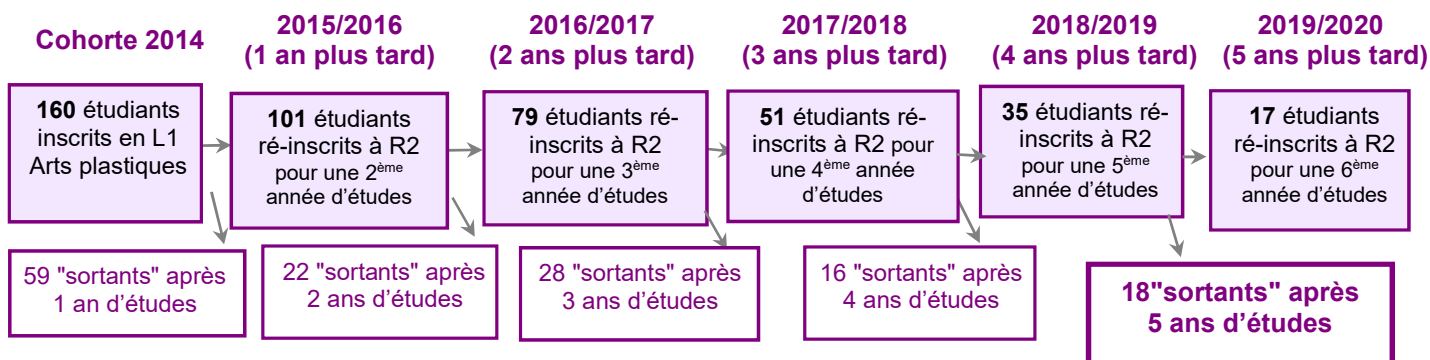 Cohorte 2014
2015/2016
(1 an plus tard)
2016/2017
(2 ans plus tard)
2017/2018
(3 ans plus tard)
2018/2019
(4 ans plus tard)
2019/2020
(5 ans plus tard)
160 étudiants
inscrits en L1
Arts plastiques
101 étudiants
ré-inscrits à R2
pour une 2ème
année d’études
79 étudiants ré-
inscrits à R2
pour une 3ème
année d’études
51 étudiants ré-
inscrits à R2 pour
une 4ème année
d’études
35 étudiants ré-
inscrits à R2
pour une 5ème
année d’études
17 étudiants
ré-inscrits à R2
pour une 6ème
année d’études
59 "sortants" après
1 an d’études
22 "sortants" après
2 ans d’études
28 "sortants" après
3 ans d’études
16 "sortants" après
4 ans d’études
18"sortants" après
5 ans d’études